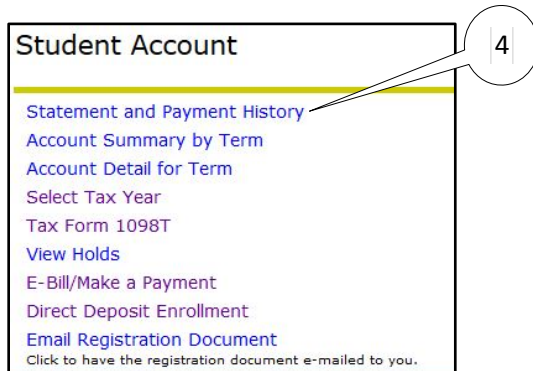 Student Account
4
Statement and Payment History
Account Summary by Term
Account Detail for Term
Select Tax Year
Tax Form 1098T
View Holds
E-Bill/Make a Payment
Direct Deposit Enrollment
Email Registration Document
Click to have the registration document e-mailed to you.